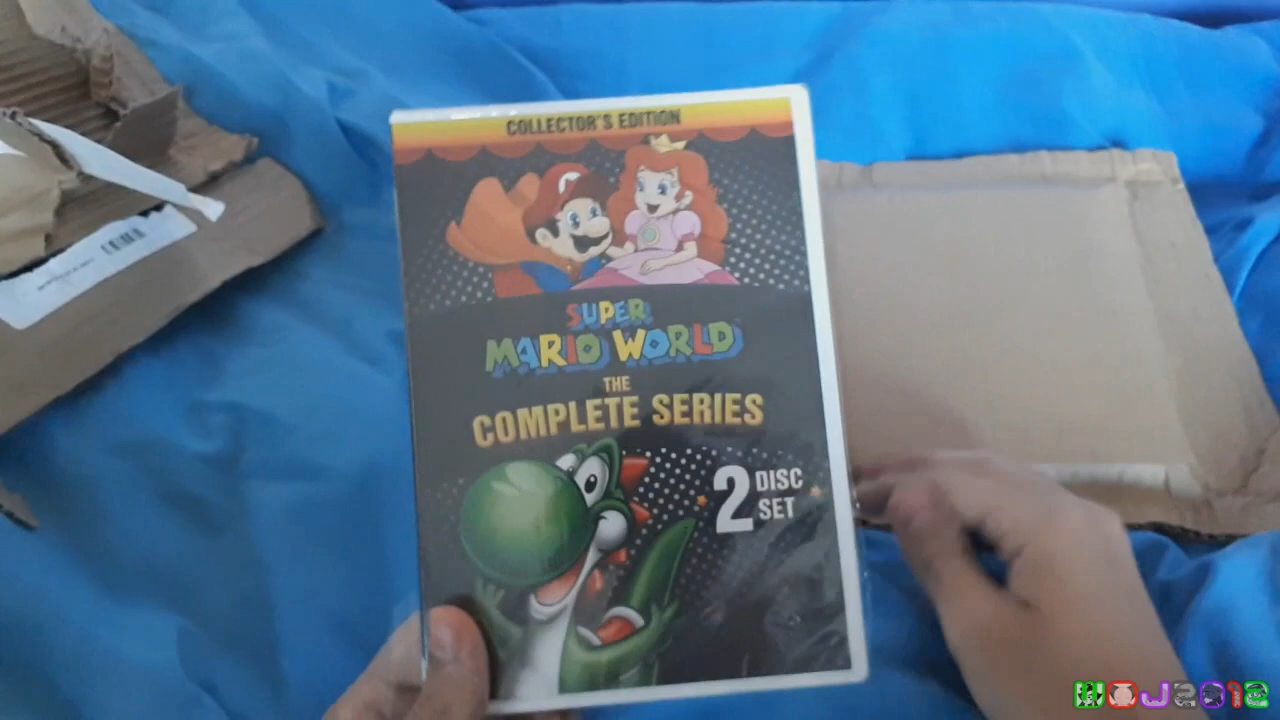 COLLECTOR'S EDITION
SUPER
MARIO WORLD
THE
COMPLETE SERIES
2 DISC
SET
WOJ2012